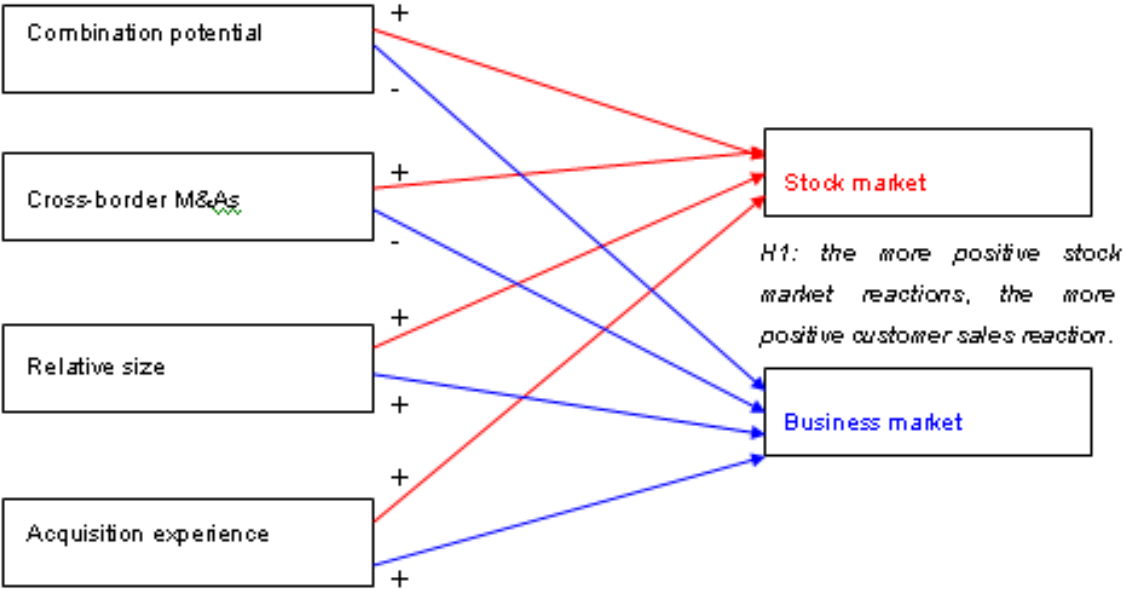 +
Combination potential
-
+
Cross-border M&As
-
Stock market
H1: the more positive stock
market reactions, the more
positive customer sales reaction.
+
Relative size
+
Business market
+
Acquisition experience
+